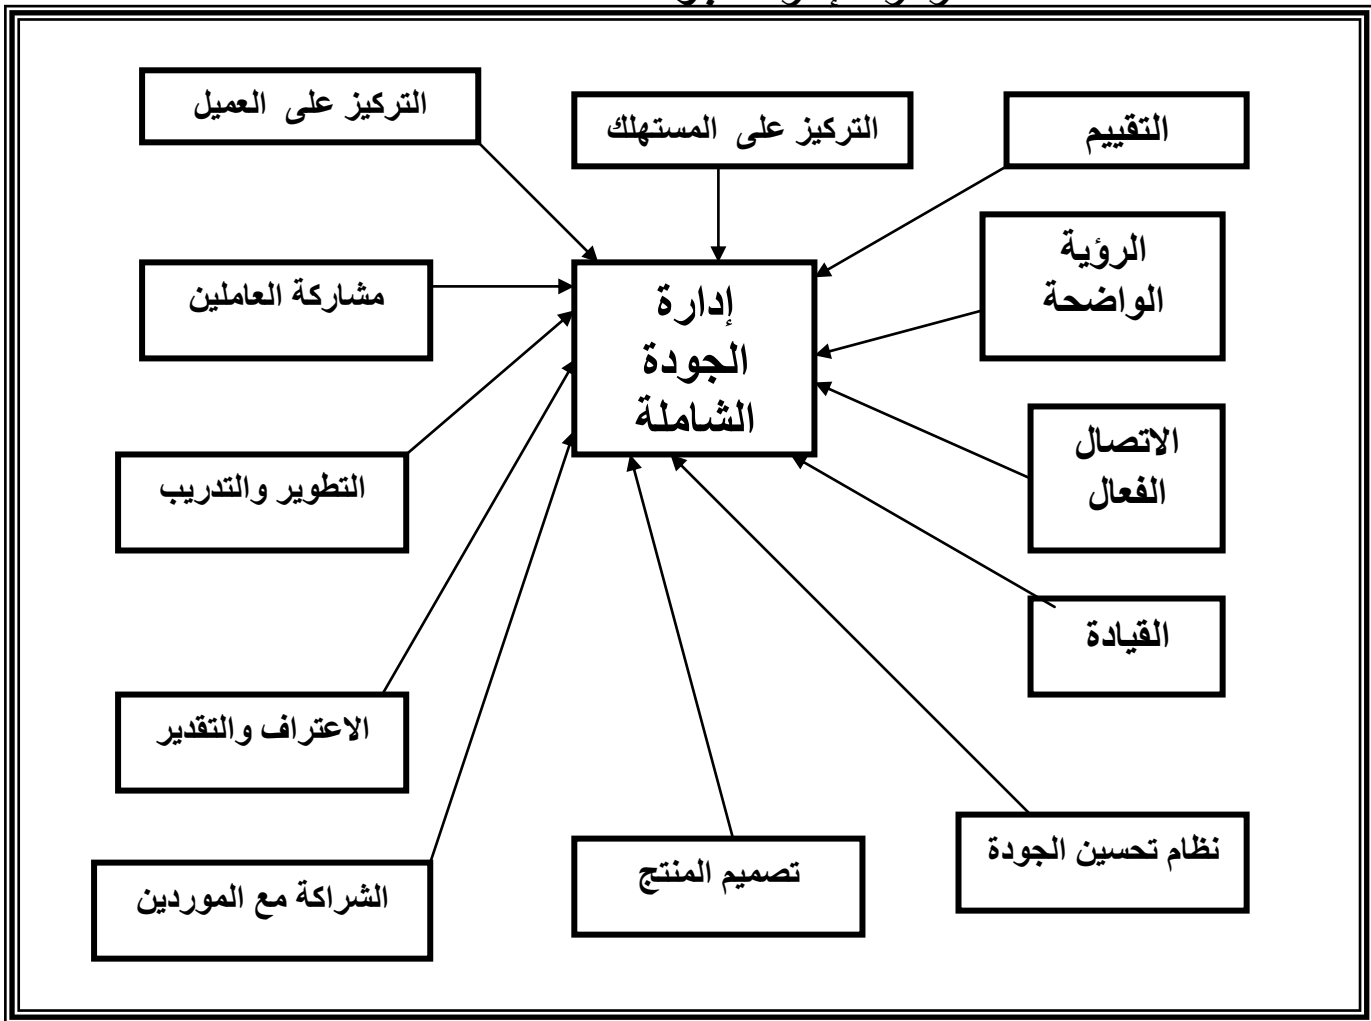 التقييم
التركيز على المستهلك
التركيز على العميل
الرؤية
الواضحة
إدارة
الجودة
الشاملة
مشاركة العاملين
الاتصال
الفعال
التطوير والتدريب
القيادة
الاعتراف والتقدير
نظام تحسين الجودة
تصميم المنتج
الشراكة مع الموردين